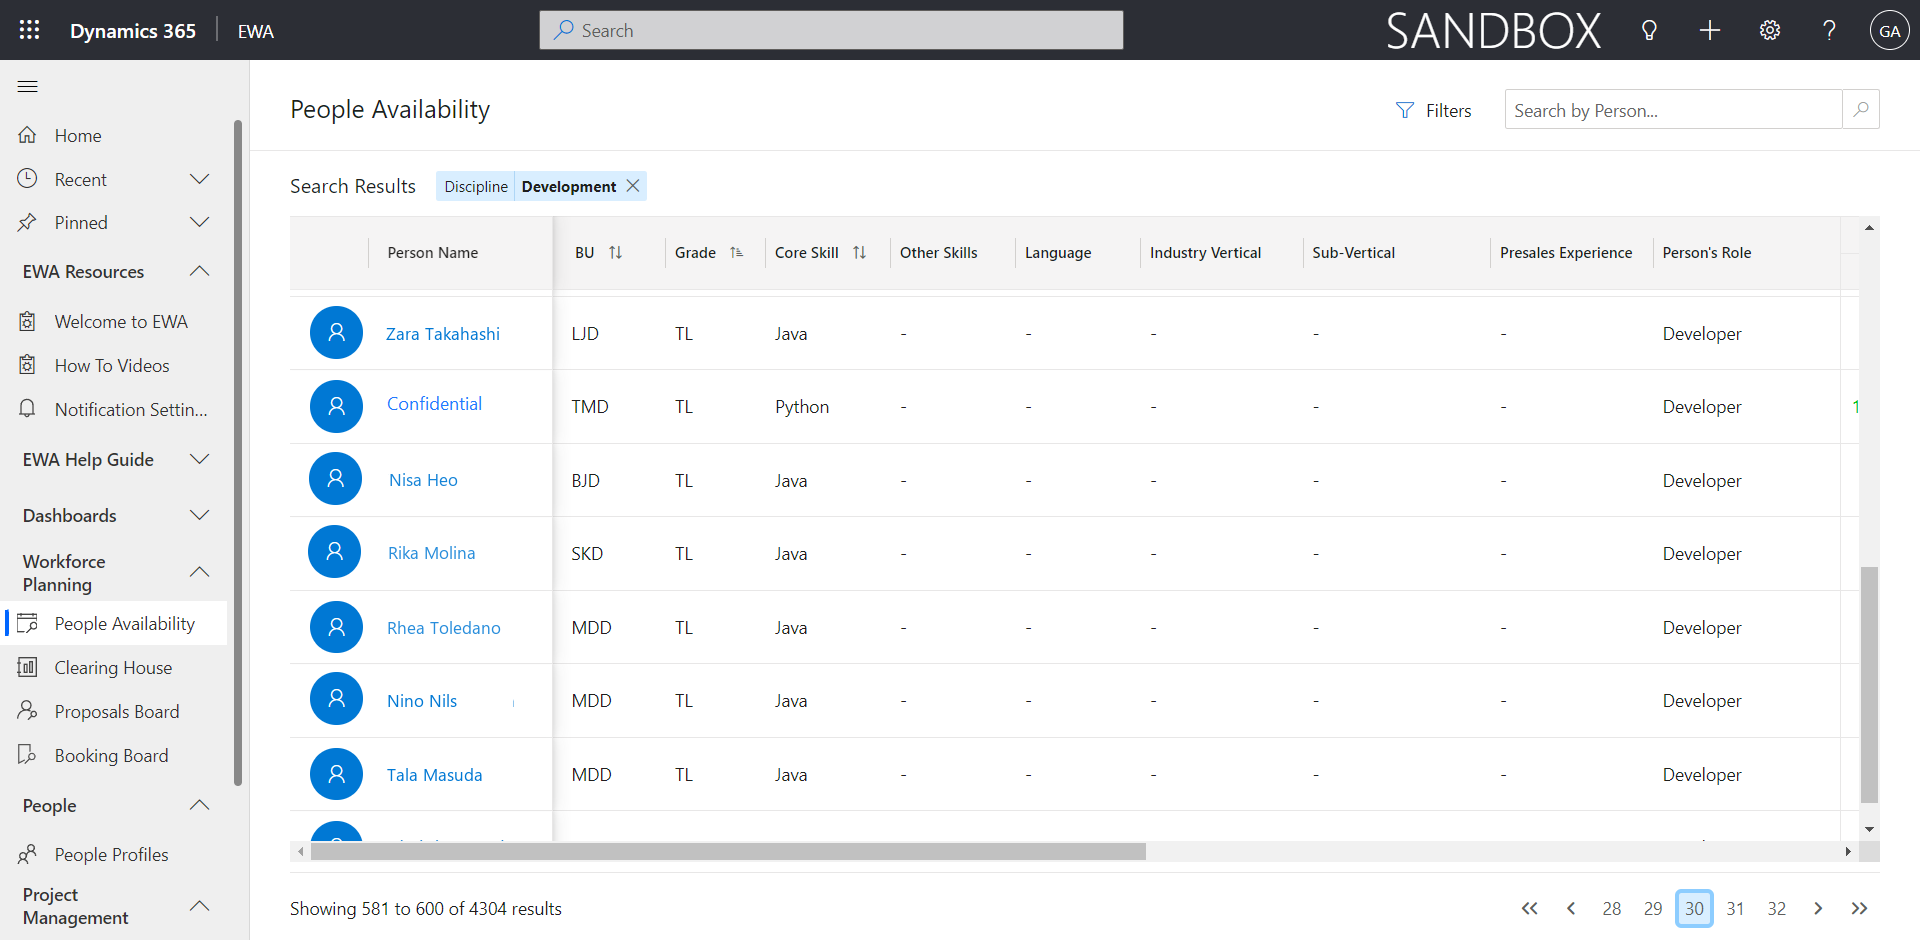 Dynamics 365 EWA Search SANDBOX ? GA
People Availability Filters Search by Person...
Search Results Discipline Development
Home
Recent
Pinned
EWA Resources
Welcome to EWA
How To Videos
Notification Settin...
EWA Help Guide
Dashboards
Workforce
Planning
People Availability
Clearing House
Proposals Board
Booking Board
People
People Profiles
Project
Management
Person Name BU Grade Core Skill Other Skills Language Industry Vertical Sub-Vertical Presales Experience Person's Role
Zara Takahashi LJD TL Java - - - - - Developer
Confidential TMD TL Python - - - - - Developer 1
Nisa Heo BJD TL Java - - - - - Developer
Rika Molina SKD TL Java - - - - - Developer
Rhea Toledano MDD TL Java - - - - - Developer
Nino Nils MDD TL Java - - - - - Developer
Tala Masuda MDD TL Java - - - - - Developer
Showing 581 to 600 of 4304 results 28 29 30 31 32